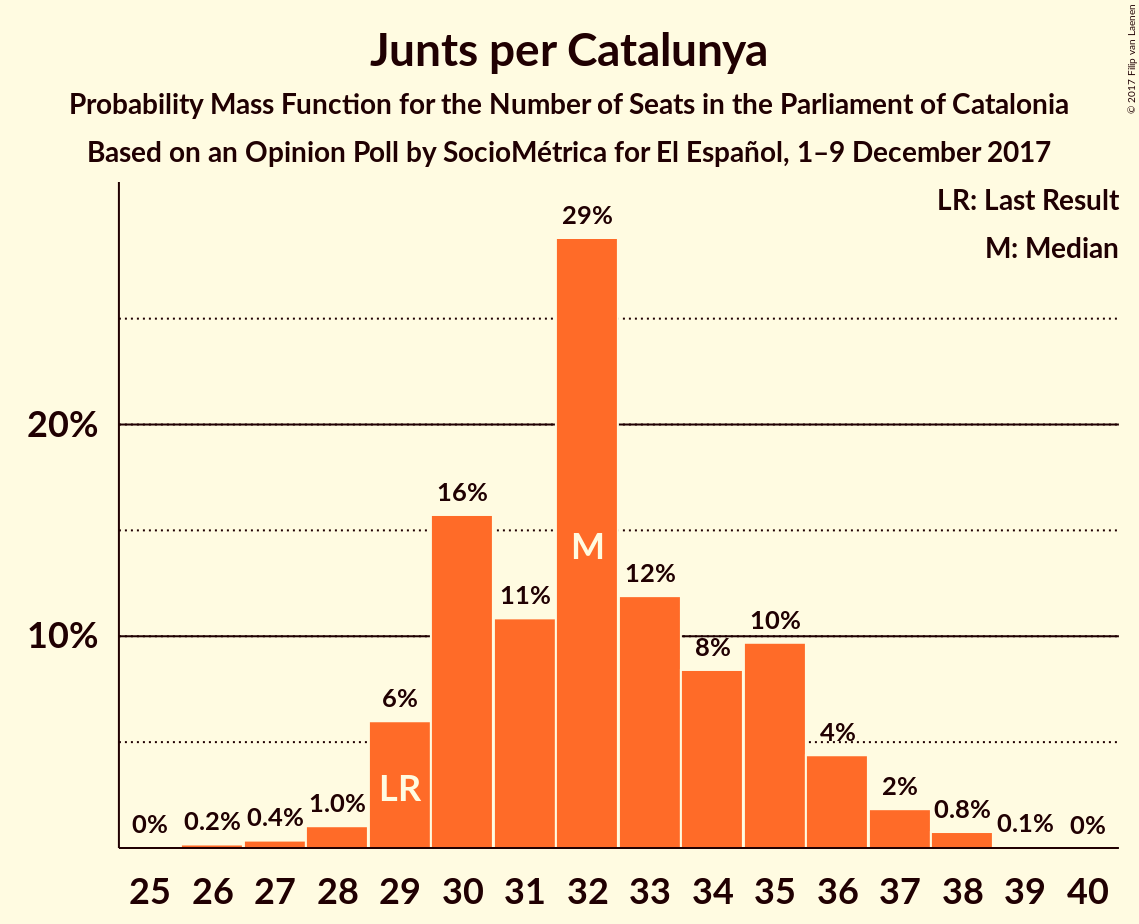 Junts per Catalunya
Probability Mass Function for the Number of Seats in the Parliament of Catalonia
Based on an Opinion Poll by SocioMétrica for El Español, 1–9 December 2017
© 2017 Filip van Laenen
LR: Last Result
M: Median
20%
10%
0%
0.2%
0.4%
1.0%
6%
16%
11%
29%
12%
8%
10%
4%
2%
0.8%
0.1%
0%
LR
M
25 26 27 28 29 30 31 32 33 34 35 36 37 38 39 40